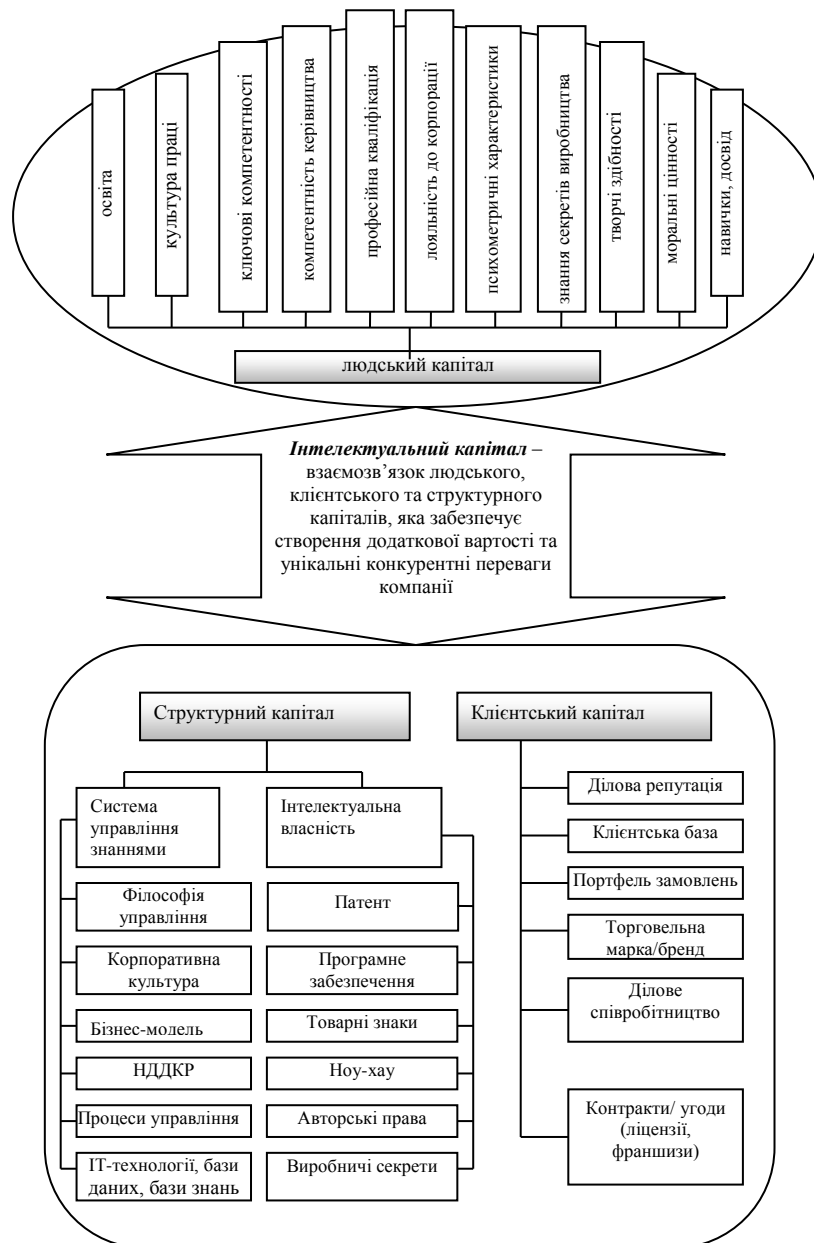 освіта
культура праці
ключові компетентності
компетентність керівництва
професійна кваліфікація
лояльність до корпорації
психометричні характеристики
знання секретів виробництва
творчі здібності
моральні цінності
навички, досвід
людський капітал
Інтелектуальний капітал –
взаємозв’язок людського,
клієнтського та структурного
капіталів, яка забезпечує
створення додаткової вартості та
унікальні конкурентні переваги
компанії
Структурний капітал
Система
управління
знаннями
Філософія
управління
Корпоративна
культура
Бізнес-модель
НДДКР
Процеси управління
ІТ-технології, бази
даних, бази знань
Інтелектуальна
власність
Патент
Програмне
забезпечення
Товарні знаки
Ноу-хау
Авторські права
Виробничі секрети
Клієнтський капітал
Ділова репутація
Клієнтська база
Портфель замовлень
Торговельна
марка/бренд
Ділове
співробітництво
Контракти/ угоди
(ліцензії,
франшизи)